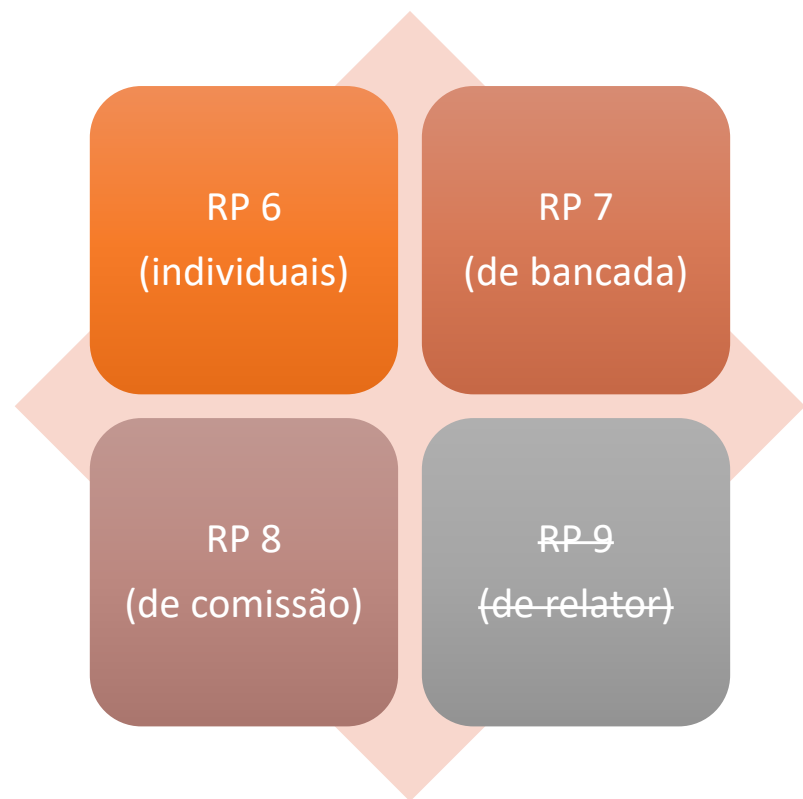 RP 6
(individuais)
RP 7
(de bancada)
RP 8
(de comissão)
RP 9
(de relator)